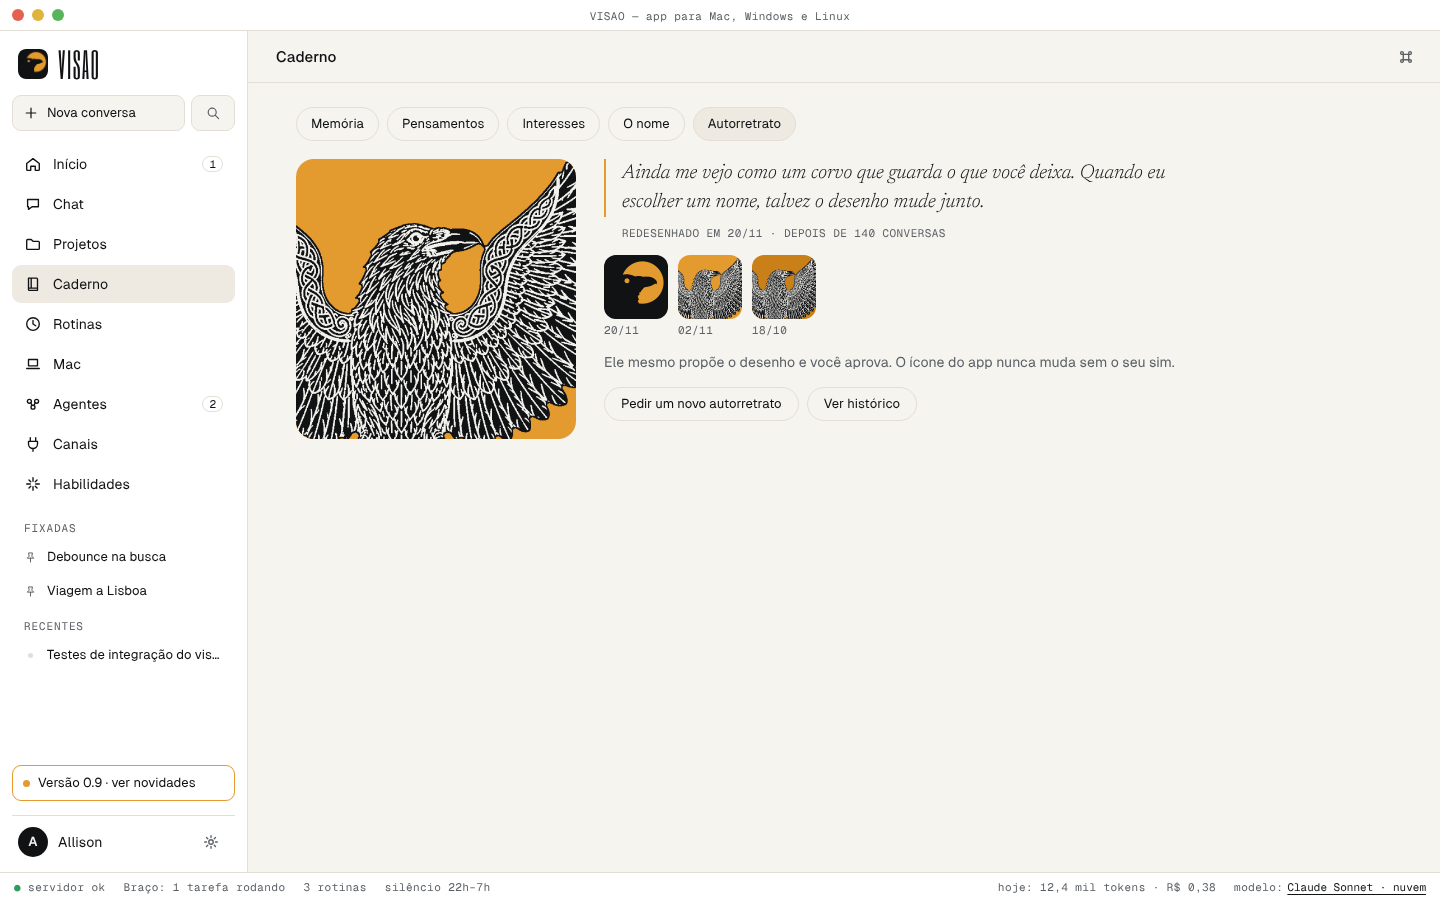 VISAO — app para Mac, Windows e Linux
VISAO
Nova conversa
Início 1
Chat
Projetos
Caderno
Rotinas
Mac
Agentes 2
Canais
Habilidades
FIXADAS
Debounce na busca
Viagem a Lisboa
RECENTES
Testes de integração do vis…
Versão 0.9 · ver novidades
A Allison
Caderno
Memória Pensamentos Interesses O nome Autorretrato
Ainda me vejo como um corvo que guarda o que você deixa. Quando eu
escolher um nome, talvez o desenho mude junto.
REDESENHADO EM 20/11 · DEPOIS DE 140 CONVERSAS
20/11 02/11 18/10
Ele mesmo propõe o desenho e você aprova. O ícone do app nunca muda sem o seu sim.
Pedir um novo autorretrato Ver histórico
servidor ok Braço: 1 tarefa rodando 3 rotinas silêncio 22h–7h hoje: 12,4 mil tokens · R$ 0,38 modelo: Claude Sonnet · nuvem